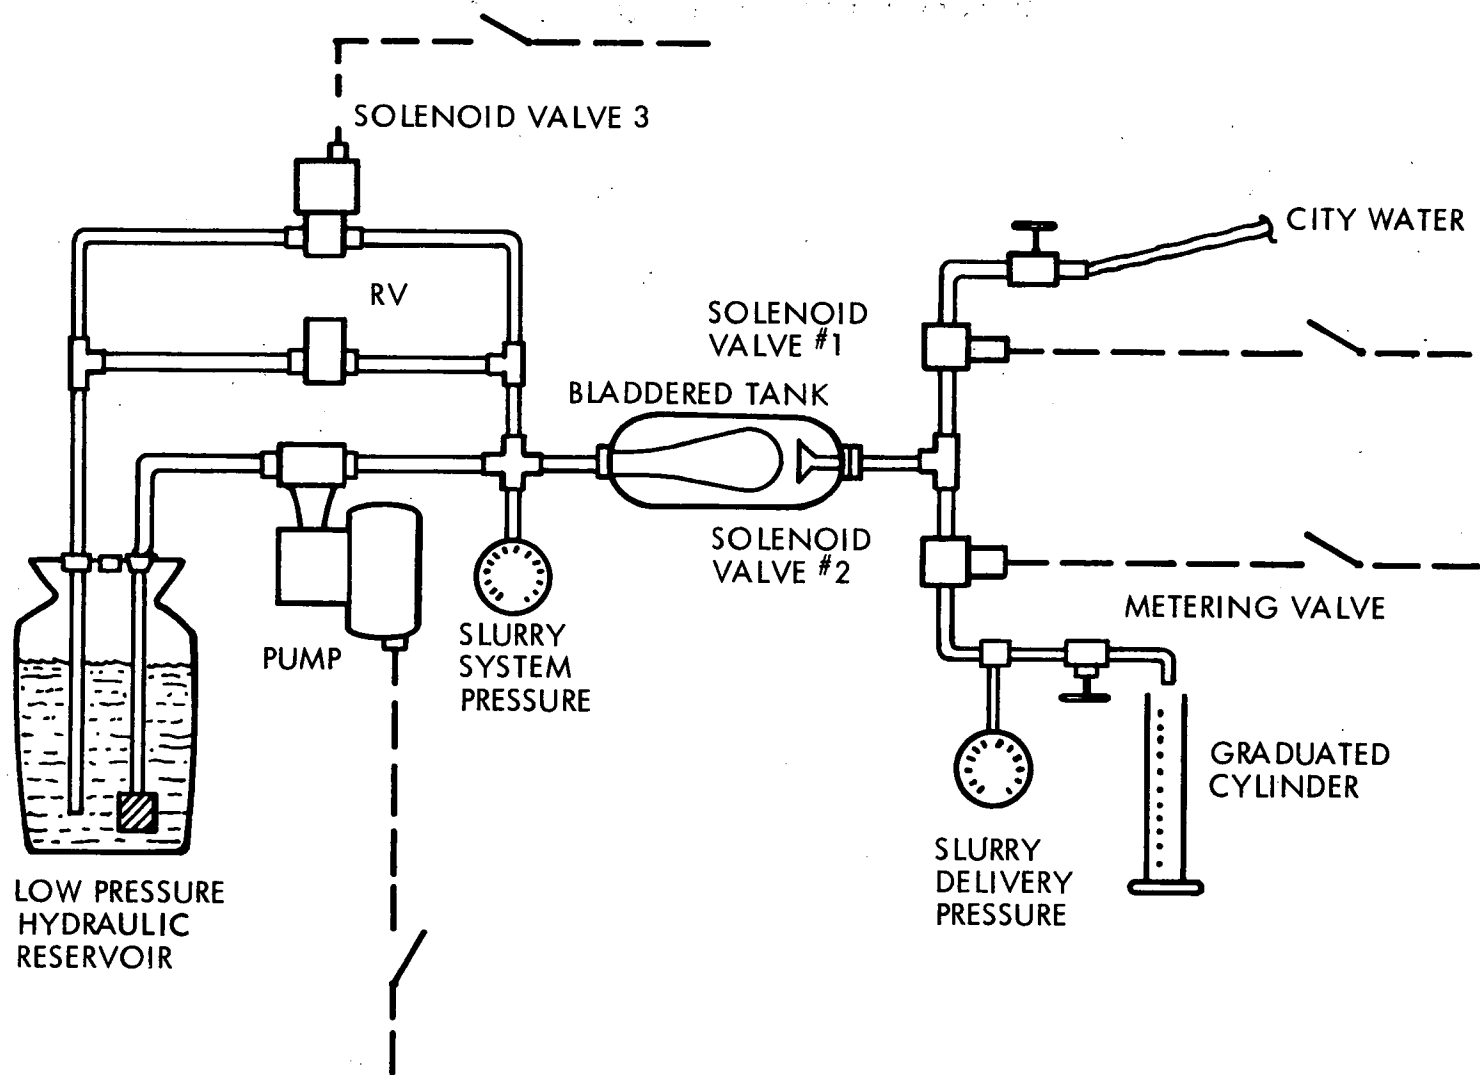 SOLENOID VALVE 3
CITY WATER
RV
SOLENOID
VALVE #1
BLADDERED TANK
SOLENOID
VALVE #2
METERING VALVE
PUMP
SLURRY
SYSTEM
PRESSURE
GRADUATED
CYLINDER
SLURRY
DELIVERY
PRESSURE
LOW PRESSURE
HYDRAULIC
RESERVOIR